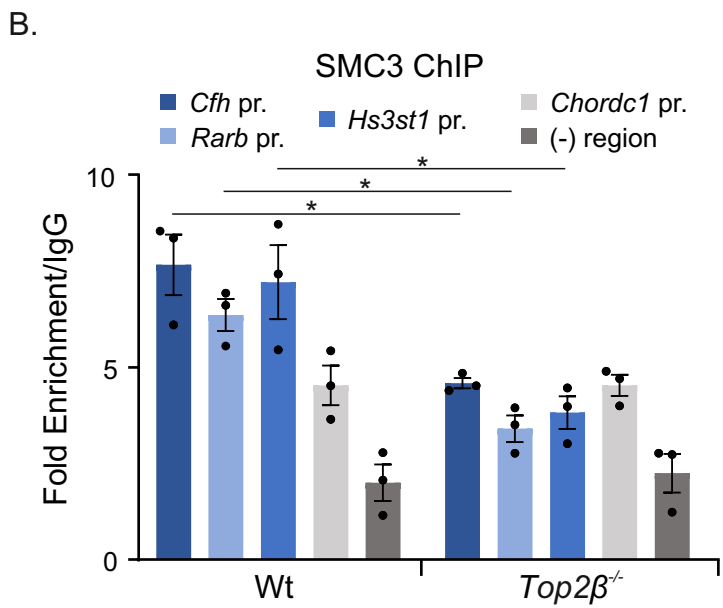 B.
SMC3 ChIP
Cfh pr.
Hs3st1 pr.
Chordc1 pr.
Rarb pr.
(-) region
*
*
*
10
5
0
Fold Enrichment/IgG
Wt
Top2β-/-